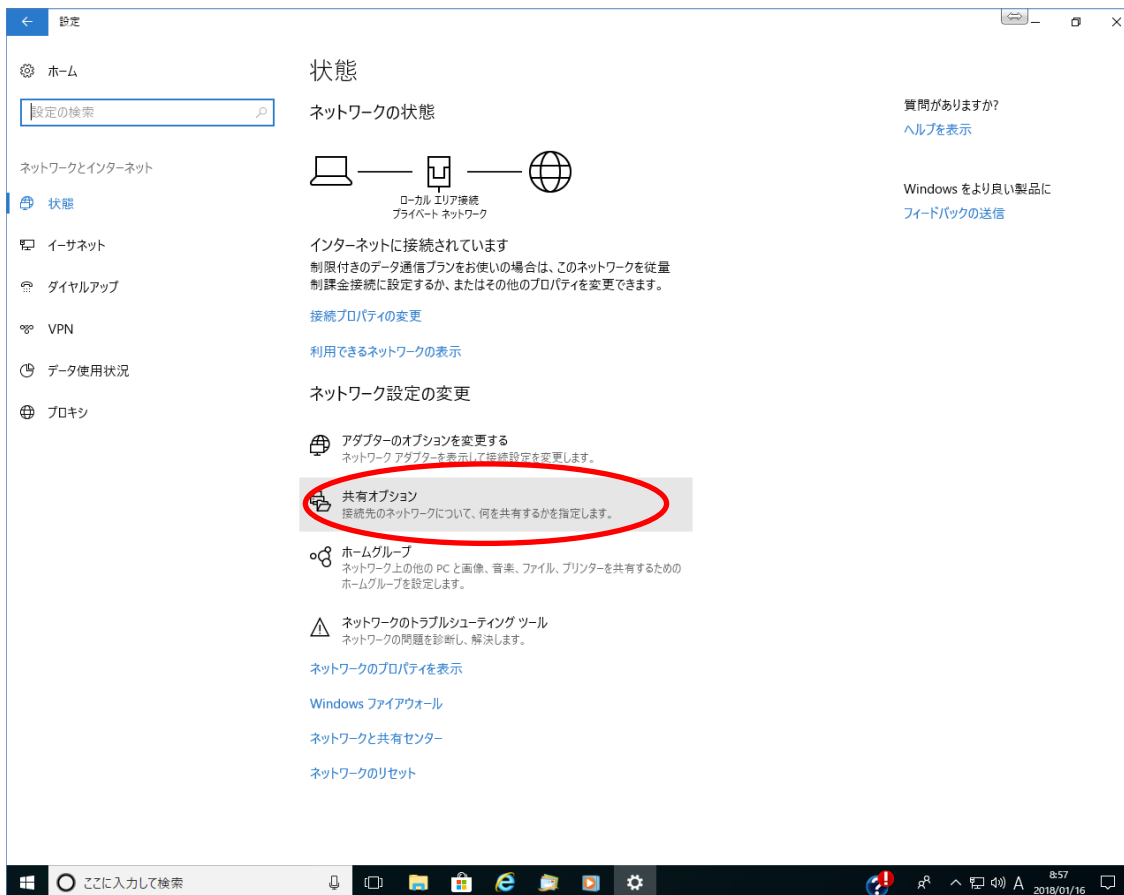 設定
ホーム
設定の検索
ネットワークとインターネット
状態
イーサネット
ダイヤルアップ
VPN
データ使用状況
プロキシ
状態
ネットワークの状態
ローカル エリア接続
プライベート ネットワーク
インターネットに接続されています
制限付きのデータ通信プランをお使いの場合は、このネットワークを従量
制課金接続に設定するか、またはその他のプロパティを変更できます。
接続プロパティの変更
利用できるネットワークの表示
ネットワーク設定の変更
アダプターのオプションを変更する
ネットワーク アダプターを表示して接続設定を変更します。
共有オプション
接続先のネットワークについて、何を共有するかを指定します。
ホームグループ
ネットワーク上の他の PC と画像、音楽、ファイル、プリンターを共有するための
ホームグループを設定します。
ネットワークのトラブルシューティング ツール
ネットワークの問題を診断し、解決します。
ネットワークのプロパティを表示
Windows ファイアウォール
ネットワークと共有センター
ネットワークのリセット
質問がありますか?
ヘルプを表示
Windows をより良い製品に
フィードバックの送信
ここに入力して検索
A
8:57
2018/01/16